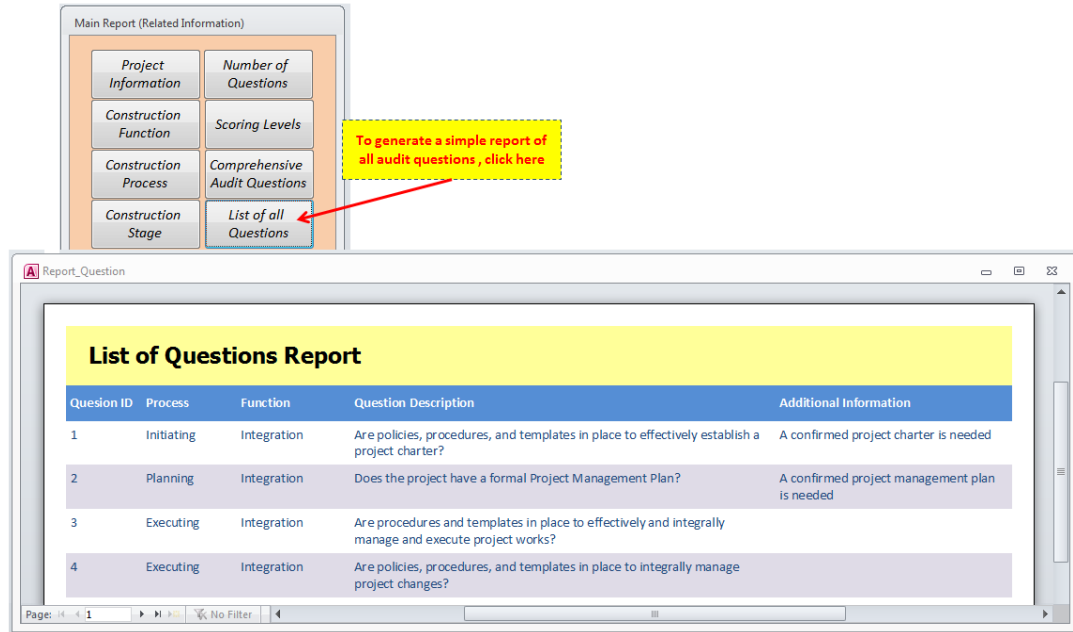 Main Report (Related Information)
Project
Information
Number of
Questions
Construction
Function
Scoring Levels
Construction
Process
Comprehensive
Audit Questions
Construction
Stage
List of all
Questions
To generate a simple report of
all audit questions , click here
A Report_Question
List of Questions Report
Quesion ID Process Function Question Description Additional Information
1 Initiating Integration Are policies, procedures, and templates in place to effectively establish a A confirmed project charter is needed
project charter?
2 Planning Integration Does the project have a formal Project Management Plan? A confirmed project management plan
is needed
3 Executing Integration Are procedures and templates in place to effectively and integrally
manage and execute project works?
4 Executing Integration Are policies, procedures, and templates in place to integrally manage
project changes?
Page: 1 No Filter